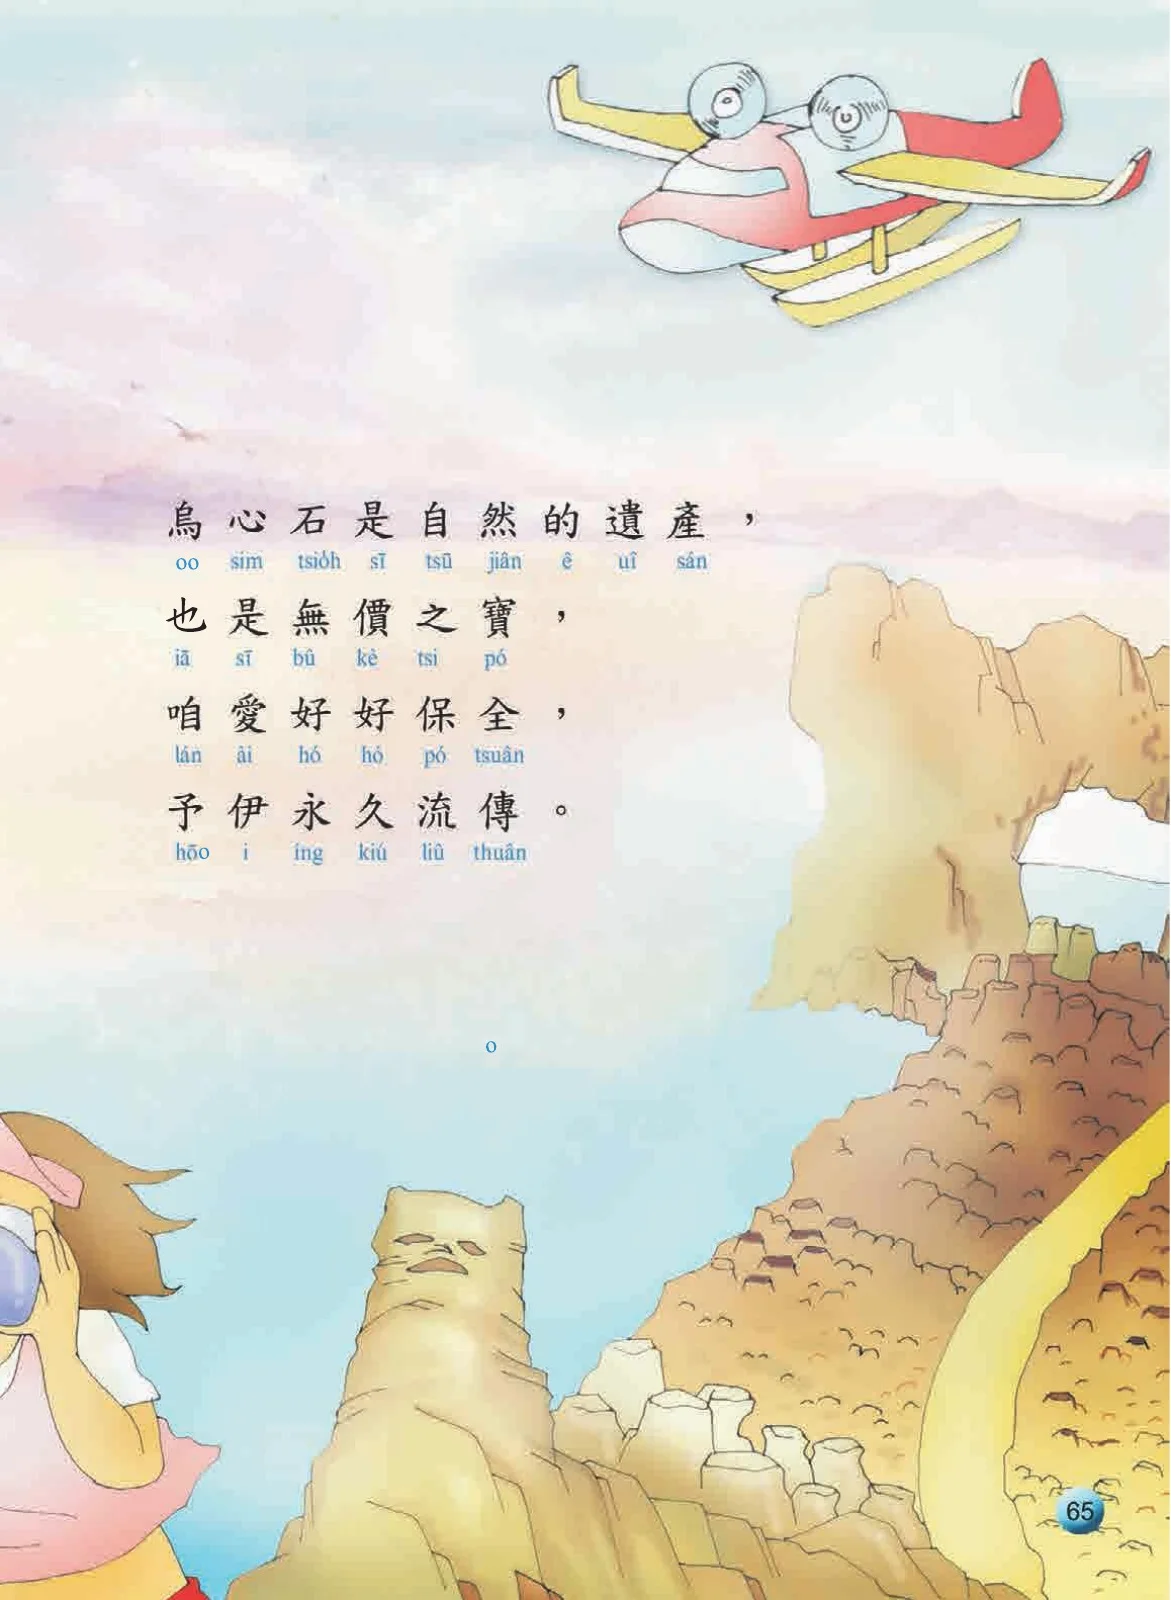 烏心石是自然的遺產，
oo sim tsio̍h sī tsū jiân ê uî sán
也是無價之寶，
iā sī bû kè tsi pó
咱愛好好保全，
lán ài hó hó pó tsuân
予伊永久流傳。
hōo i íng kiú liû thuân
o
65